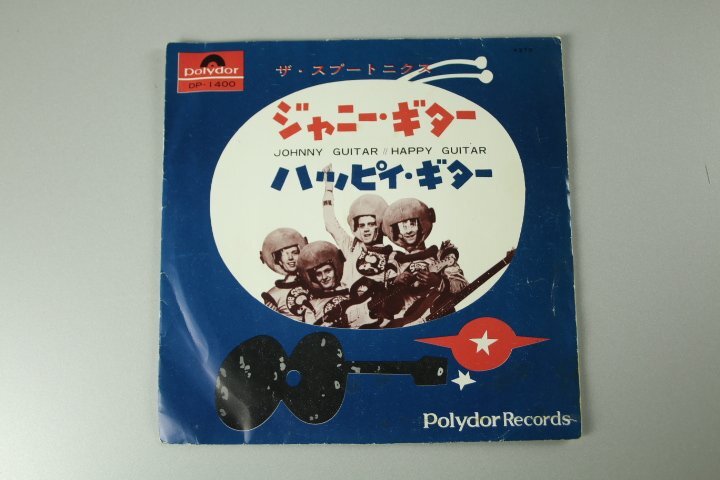 polydor
DP-1400
ザ・スプートニクス
ジャニー・ギター
JOHNNY GUITAR // HAPPY GUITAR
ハッピィ・ギター
Polydor Records